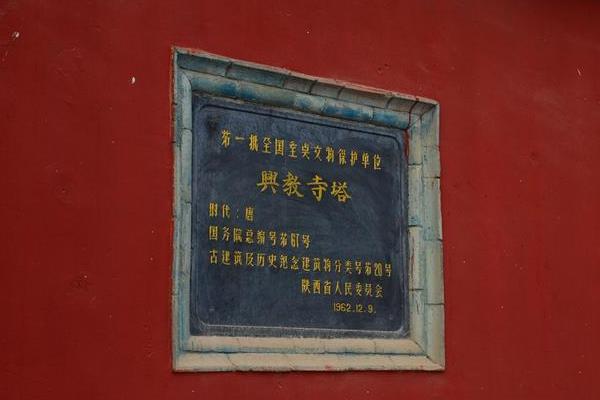 第一批全国重点文物保护单位
興教寺塔
时代：唐
国务院总编号第61号
古建筑及历史纪念建筑物分类号第20号
陕西省人民委员会
1962.12.9.